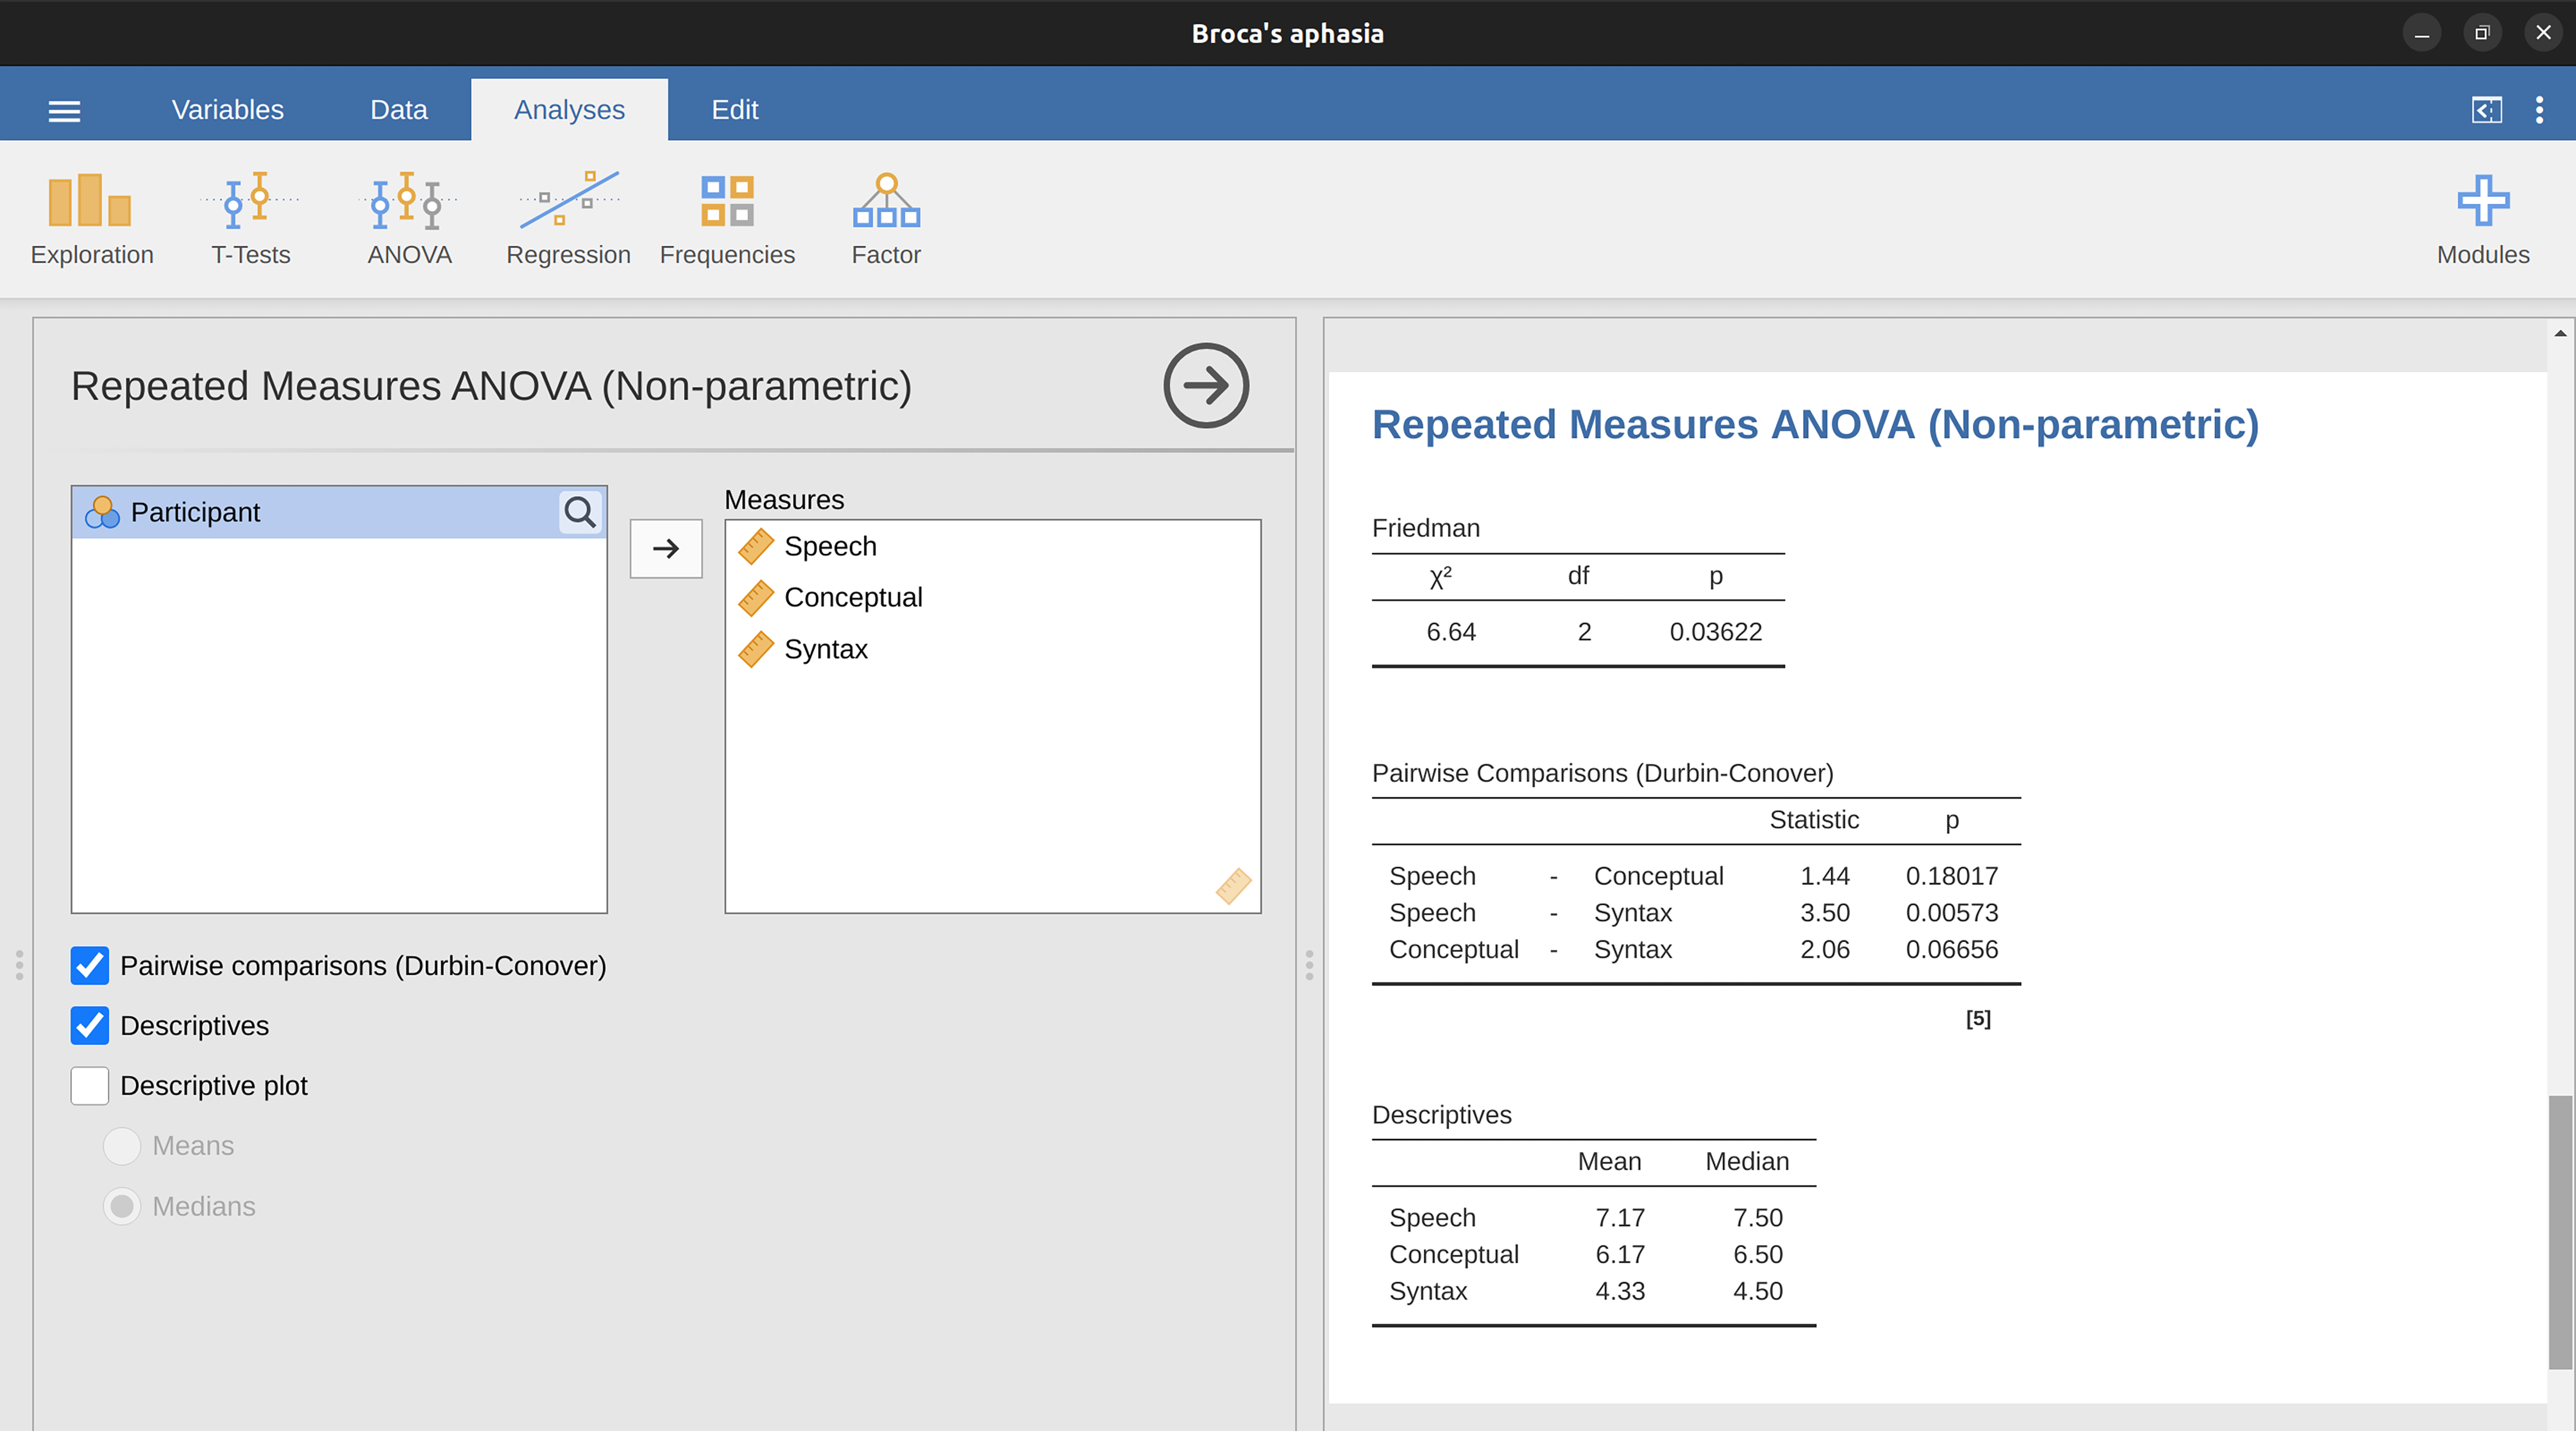 Broca's aphasia
Variables Data Analyses Edit
Exploration T-Tests ANOVA Regression Frequencies Factor Modules
Repeated Measures ANOVA (Non-parametric)
Participant
Measures
Speech
Conceptual
Syntax
Pairwise comparisons (Durbin-Conover)
Descriptives
Descriptive plot
Means
Medians
Repeated Measures ANOVA (Non-parametric)
Friedman
χ² df p
6.64 2 0.03622
Pairwise Comparisons (Durbin-Conover)
Statistic p
Speech - Conceptual 1.44 0.18017
Speech - Syntax 3.50 0.00573
Conceptual - Syntax 2.06 0.06656
[5]
Descriptives
Mean Median
Speech 7.17 7.50
Conceptual 6.17 6.50
Syntax 4.33 4.50